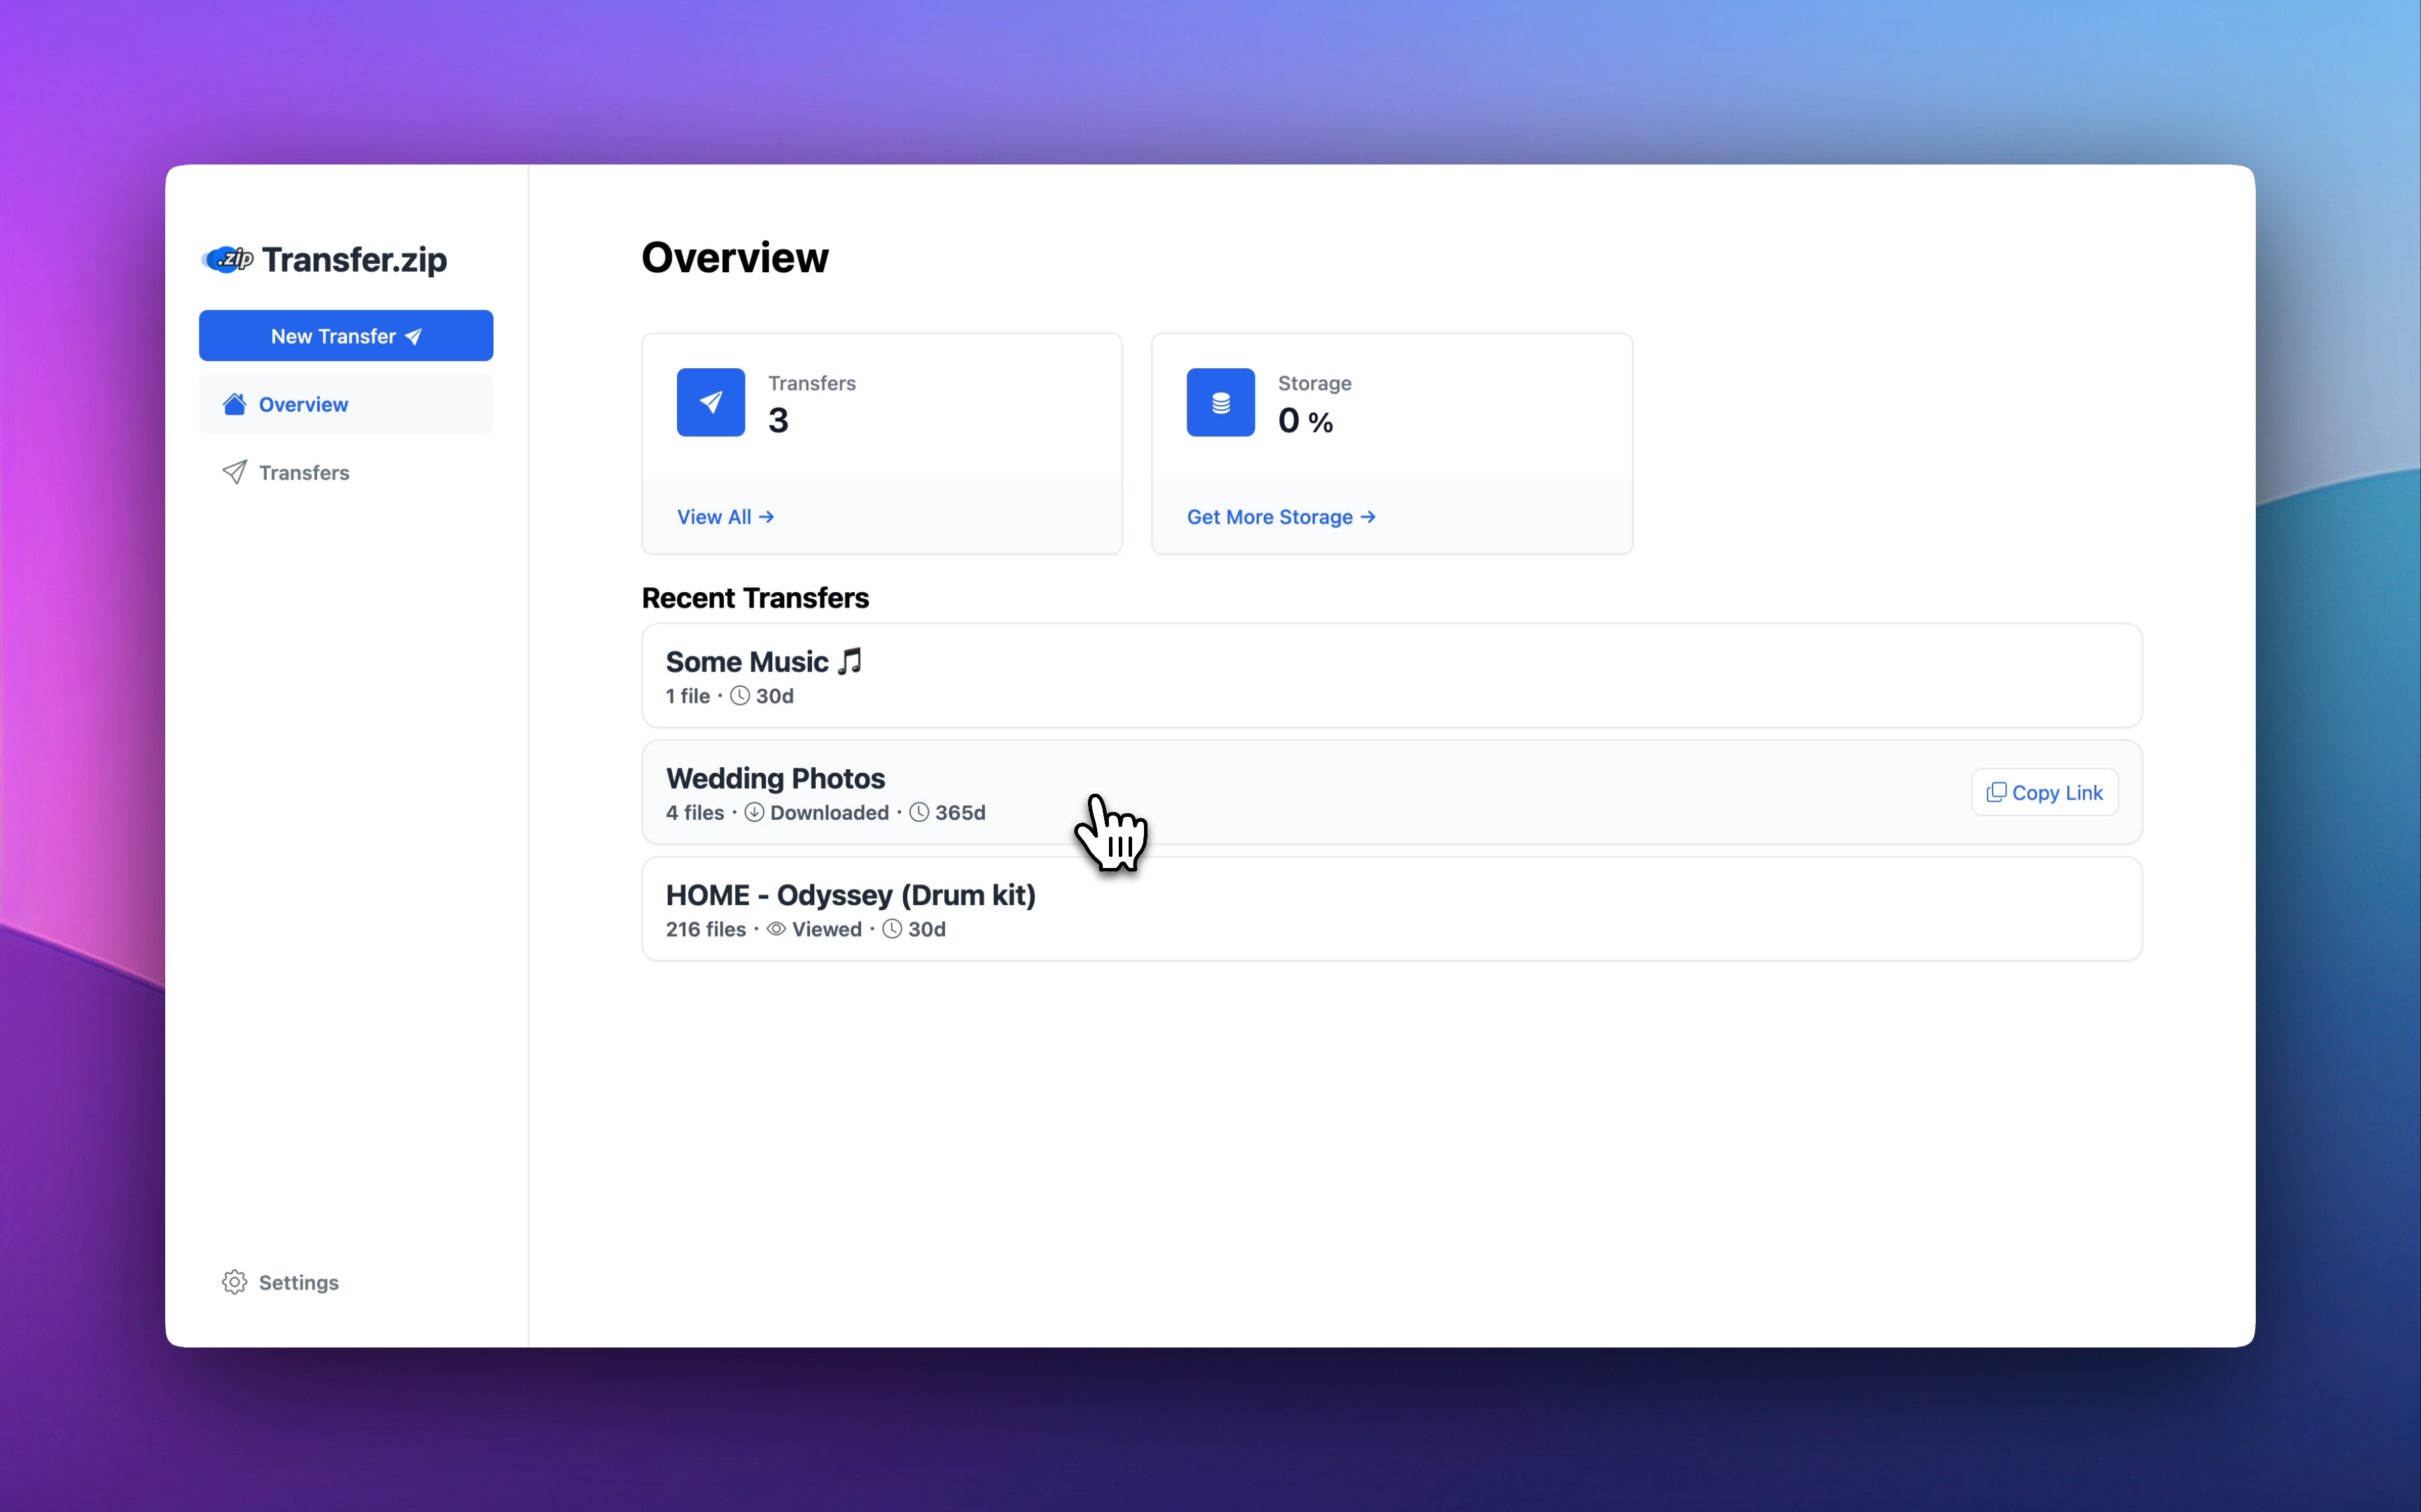 .zip Transfer.zip
New Transfer
Overview
Transfers
Settings
Overview
Transfers
3
View All →
Storage
0 %
Get More Storage →
Recent Transfers
Some Music 🎵
1 file · 30d
Wedding Photos
4 files · Downloaded · 365d
Copy Link
HOME - Odyssey (Drum kit)
216 files · Viewed · 30d